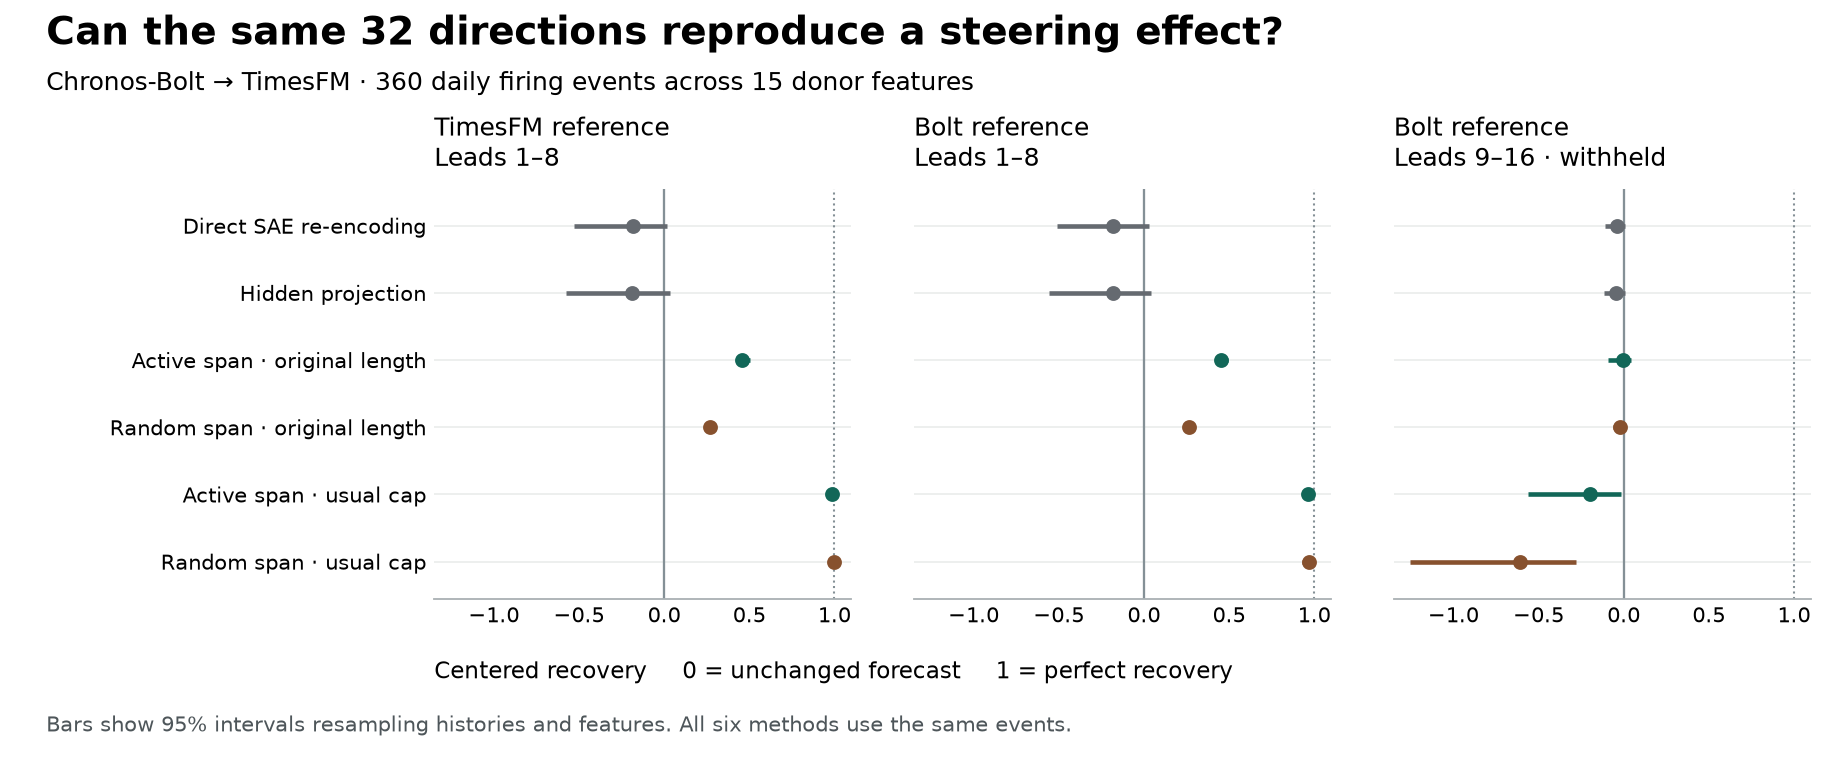 Can the same 32 directions reproduce a steering effect?
Chronos-Bolt → TimesFM · 360 daily firing events across 15 donor features
TimesFM reference
Leads 1–8
Bolt reference
Leads 1–8
Bolt reference
Leads 9–16 · withheld
Direct SAE re-encoding
Hidden projection
Active span · original length
Random span · original length
Active span · usual cap
Random span · usual cap
−1.0 −0.5 0.0 0.5 1.0
−1.0 −0.5 0.0 0.5 1.0
−1.0 −0.5 0.0 0.5 1.0
Centered recovery 0 = unchanged forecast 1 = perfect recovery
Bars show 95% intervals resampling histories and features. All six methods use the same events.